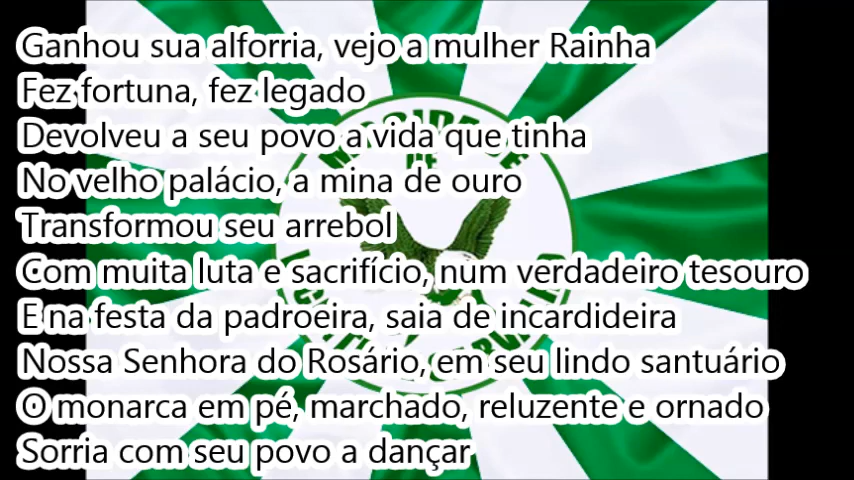 Ganhou sua alforria, vejo a mulher Rainha
Fez fortuna, fez legado
Devolveu a seu povo a vida que tinha
No velho palácio, a mina de ouro
Transformou seu arrebol
Com muita luta e sacrifício, num verdadeiro tesouro
E na festa da padroeira, saia de incardideira
Nossa Senhora do Rosário, em seu lindo santuário
O monarca em pé, marchado, reluzente e ornado
Sorria com seu povo a dançar